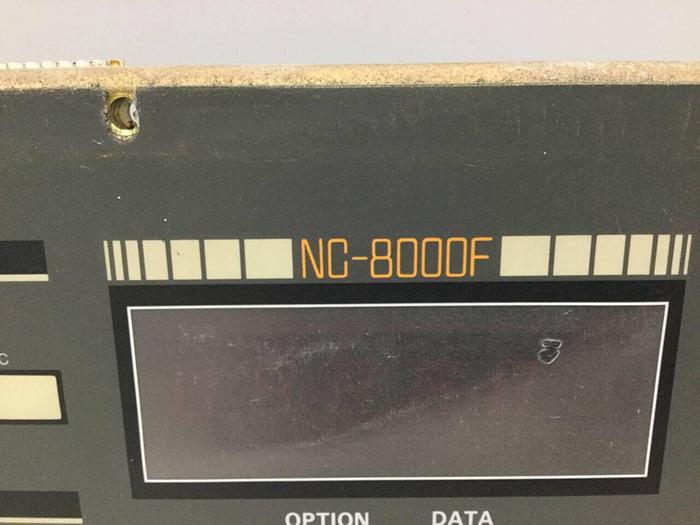 NC-8000F
C
OPTION DATA